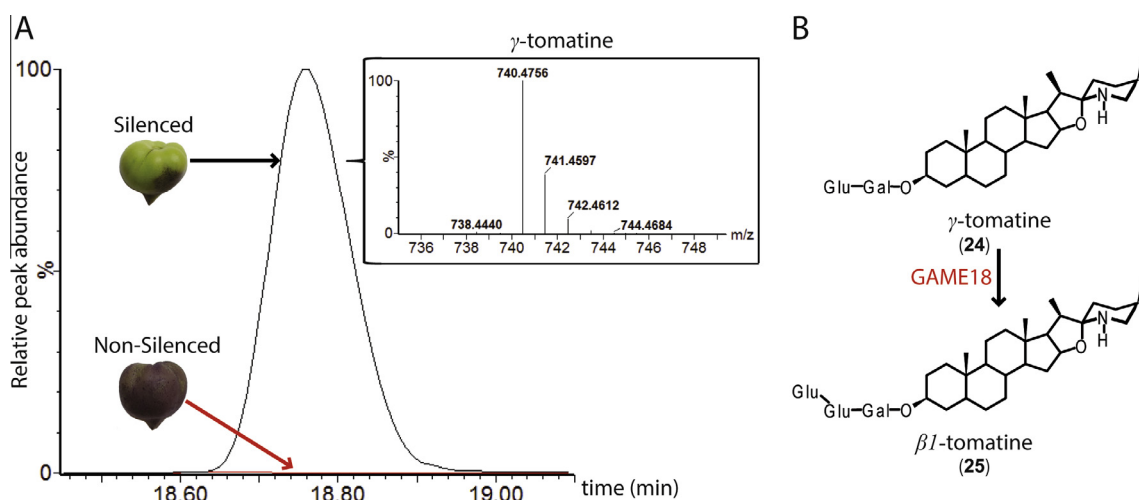 A
γ-tomatine
100
Silenced
Non-Silenced
Relative peak abundance
%
0
18.60
18.80
19.00
time (min)
100
%
0
740.4756
741.4597
742.4612
738.4440
744.4684
736 738 740 742 744 746 748
m/z
B
N
H
O
Glu-Gal-O
γ-tomatine
(24)
GAME18
N
H
O
Glu
Glu-Gal-O
β1-tomatine
(25)